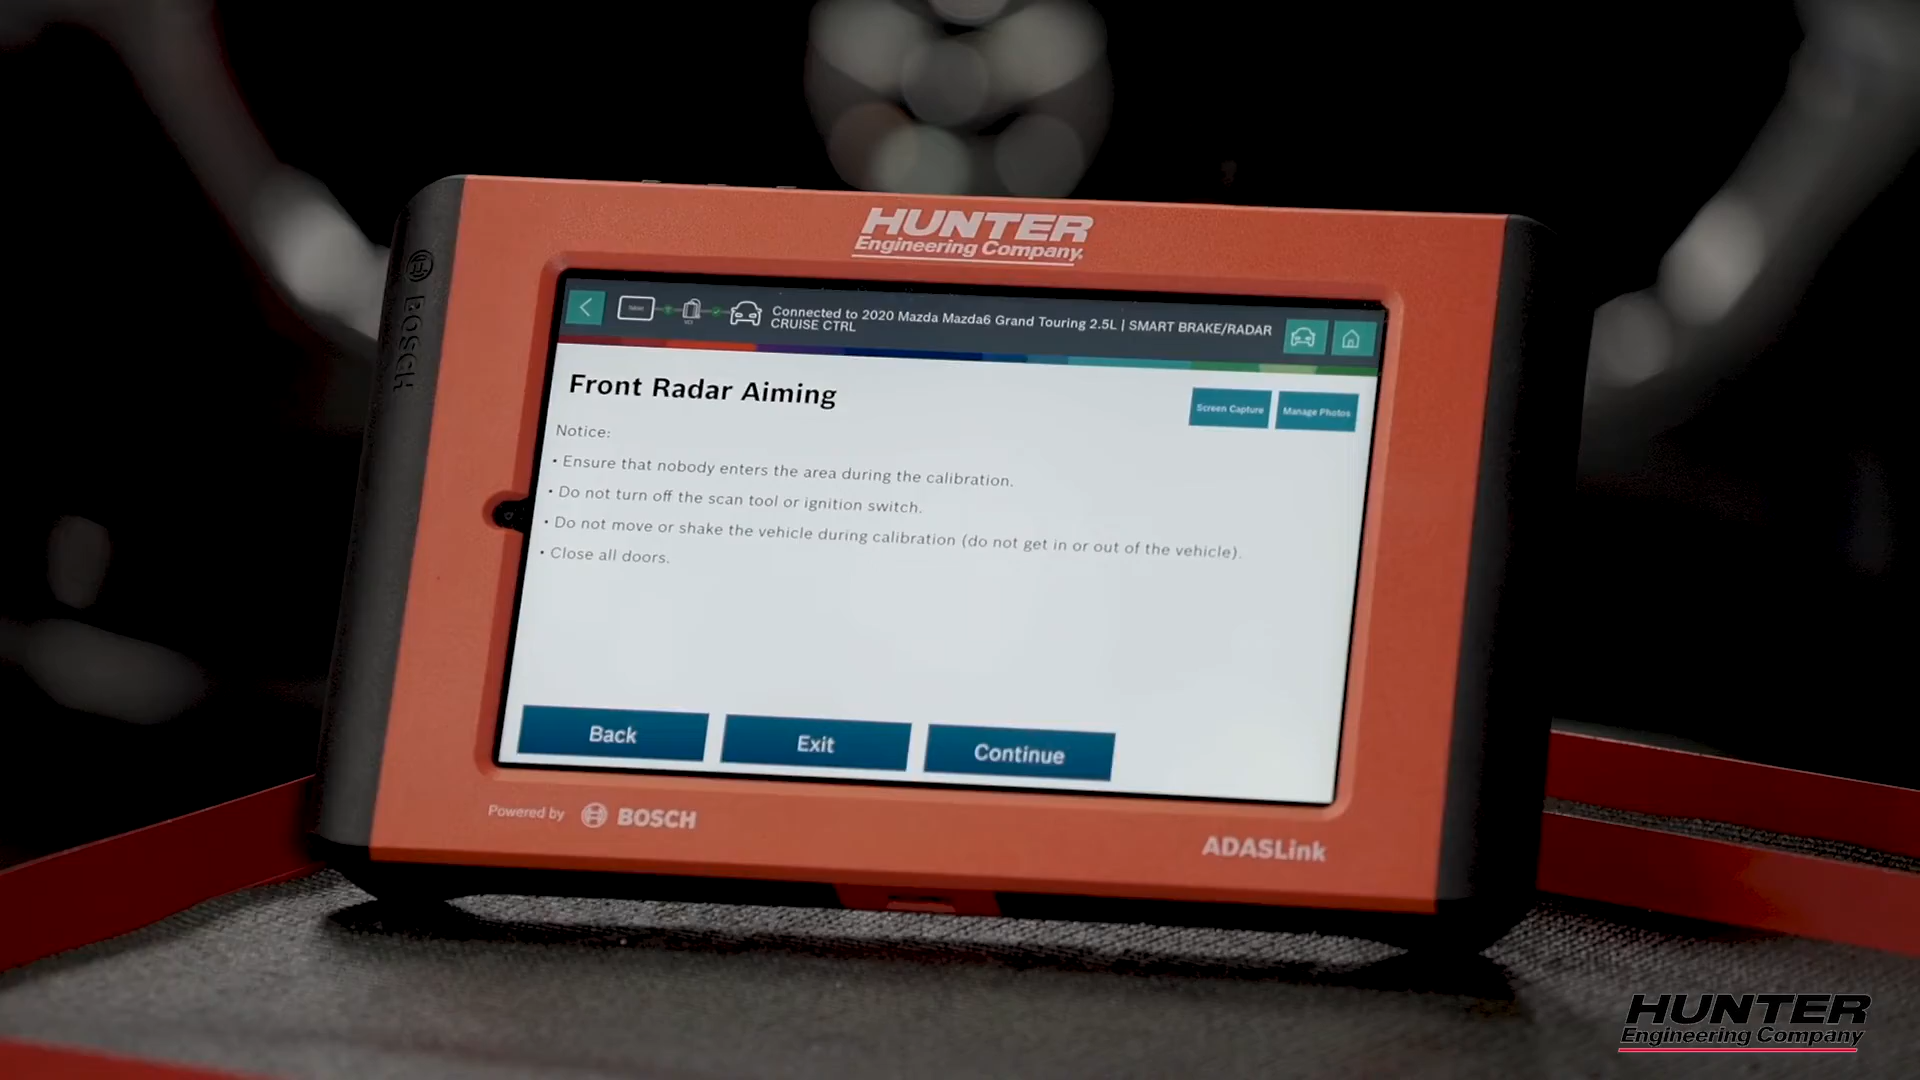 HUNTER
Engineering Company
BOSCH
Connected to 2020 Mazda Mazda6 Grand Touring 2.5L | SMART BRAKE/RADAR
CRUISE CTRL
Front Radar Aiming
Screen Capture
Manage Photos
Notice:
• Ensure that nobody enters the area during the calibration.
• Do not turn off the scan tool or ignition switch.
• Do not move or shake the vehicle during calibration (do not get in or out of the vehicle).
• Close all doors.
Back
Exit
Continue
Powered by BOSCH
ADASLink
HUNTER
Engineering Company